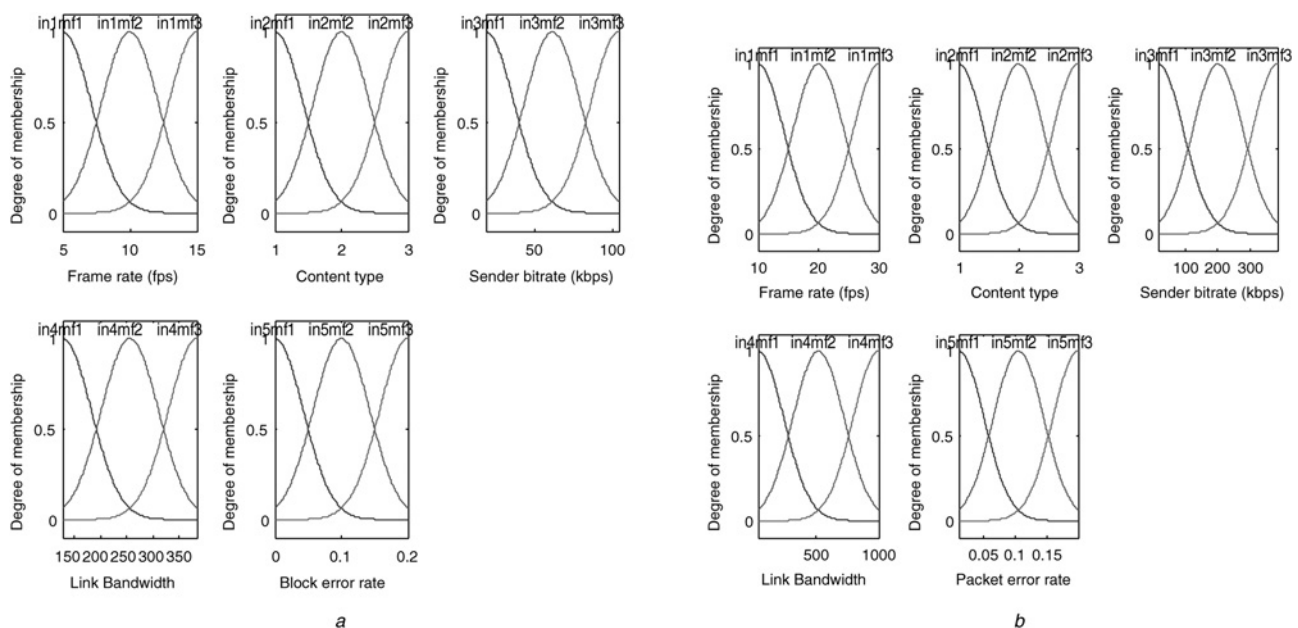 in1mf1 in1mf2 in1mf3
1
0.5
0
Degree of membership
5 10 15
Frame rate (fps)
in2mf1 in2mf2 in2mf3
1
0.5
0
Degree of membership
1 2 3
Content type
in3mf1 in3mf2 in3mf3
1
0.5
0
Degree of membership
50 100
Sender bitrate (kbps)
in4mf1 in4mf2 in4mf3
1
0.5
0
Degree of membership
150 200 250 300 350
Link Bandwidth
in5mf1 in5mf2 in5mf3
1
0.5
0
Degree of membership
0 0.1 0.2
Block error rate
a
in1mf1 in1mf2 in1mf3
1
0.5
0
Degree of membership
10 20 30
Frame rate (fps)
in2mf1 in2mf2 in2mf3
1
0.5
0
Degree of membership
1 2 3
Content type
in3mf1 in3mf2 in3mf3
1
0.5
0
Degree of membership
100 200 300
Sender bitrate (kbps)
in4mf1 in4mf2 in4mf3
1
0.5
0
Degree of membership
500 1000
Link Bandwidth
in5mf1 in5mf2 in5mf3
1
0.5
0
Degree of membership
0.05 0.1 0.15
Packet error rate
b